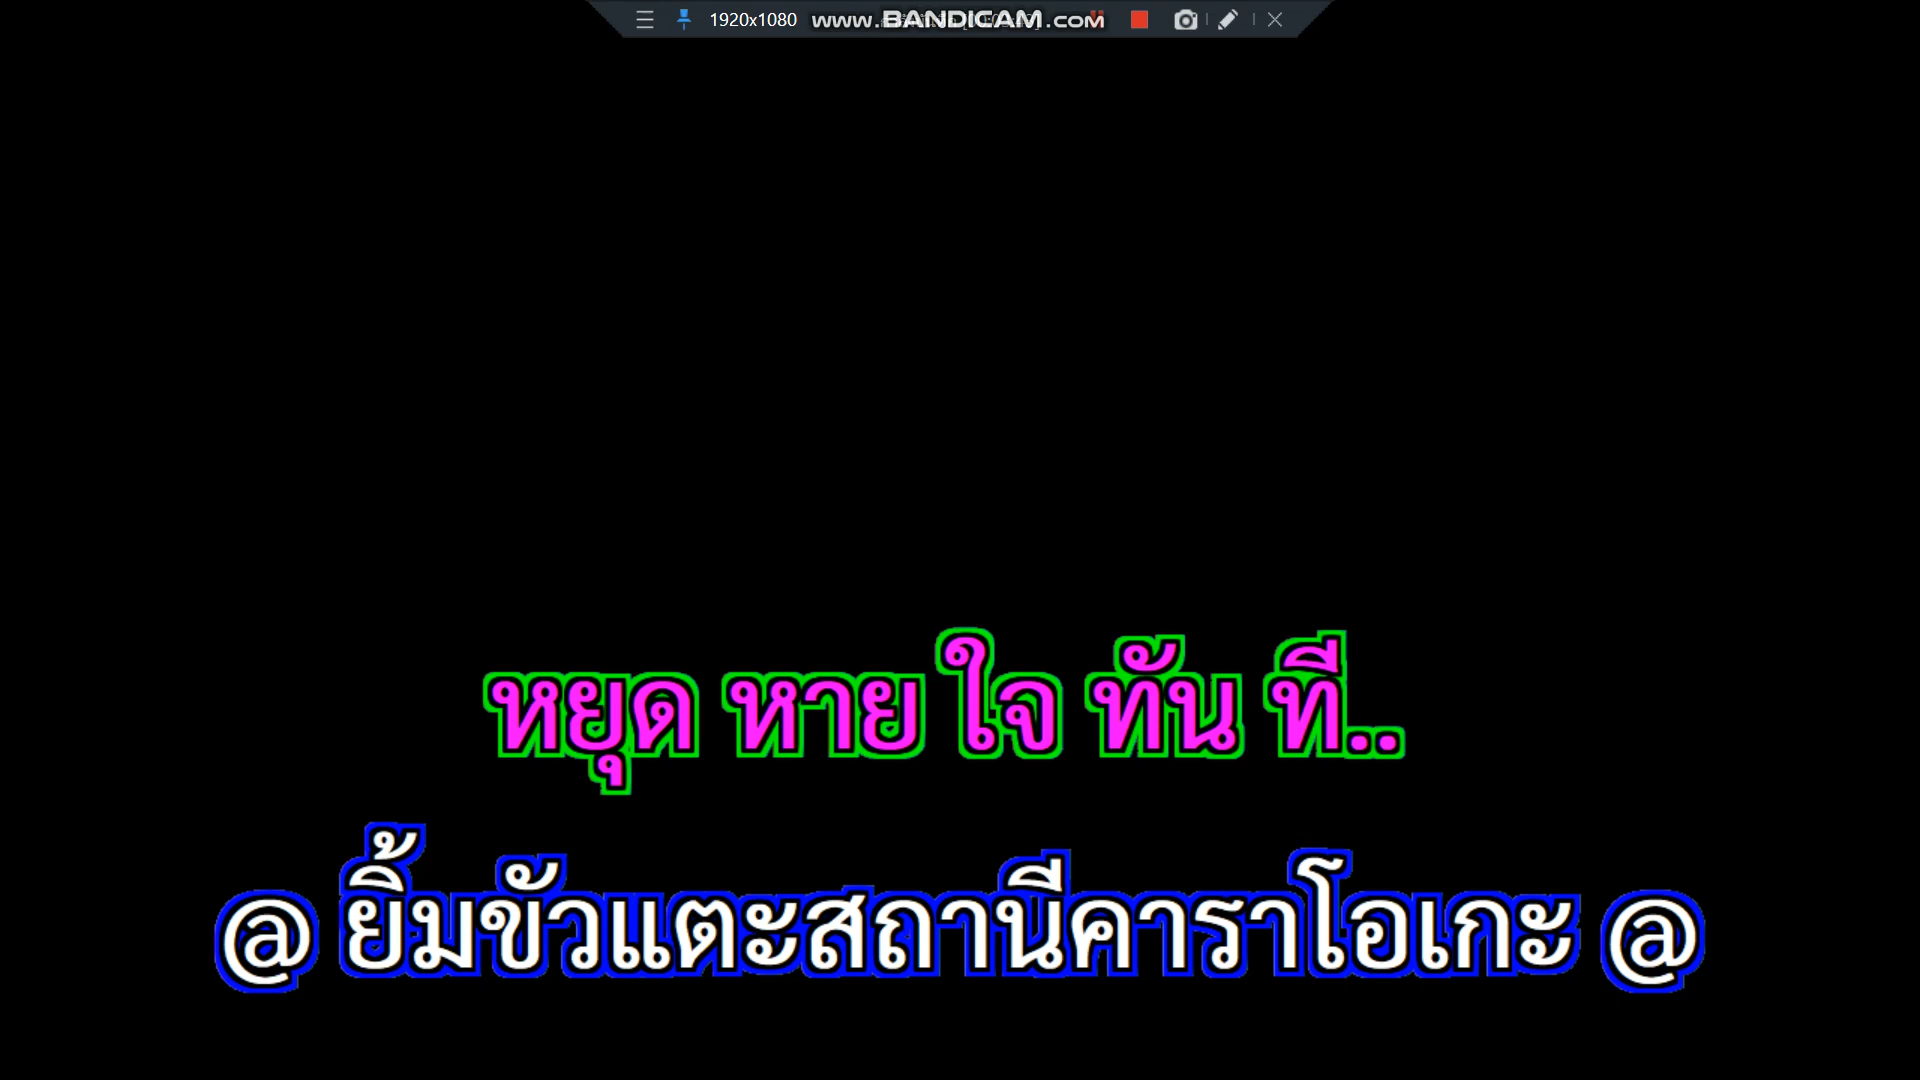 1920x1080 www.BANDICAM.com
หยุด หาย ใจ ทัน ที..
@ ยิ้มขัวแตะสถานีคาราโอเกะ @